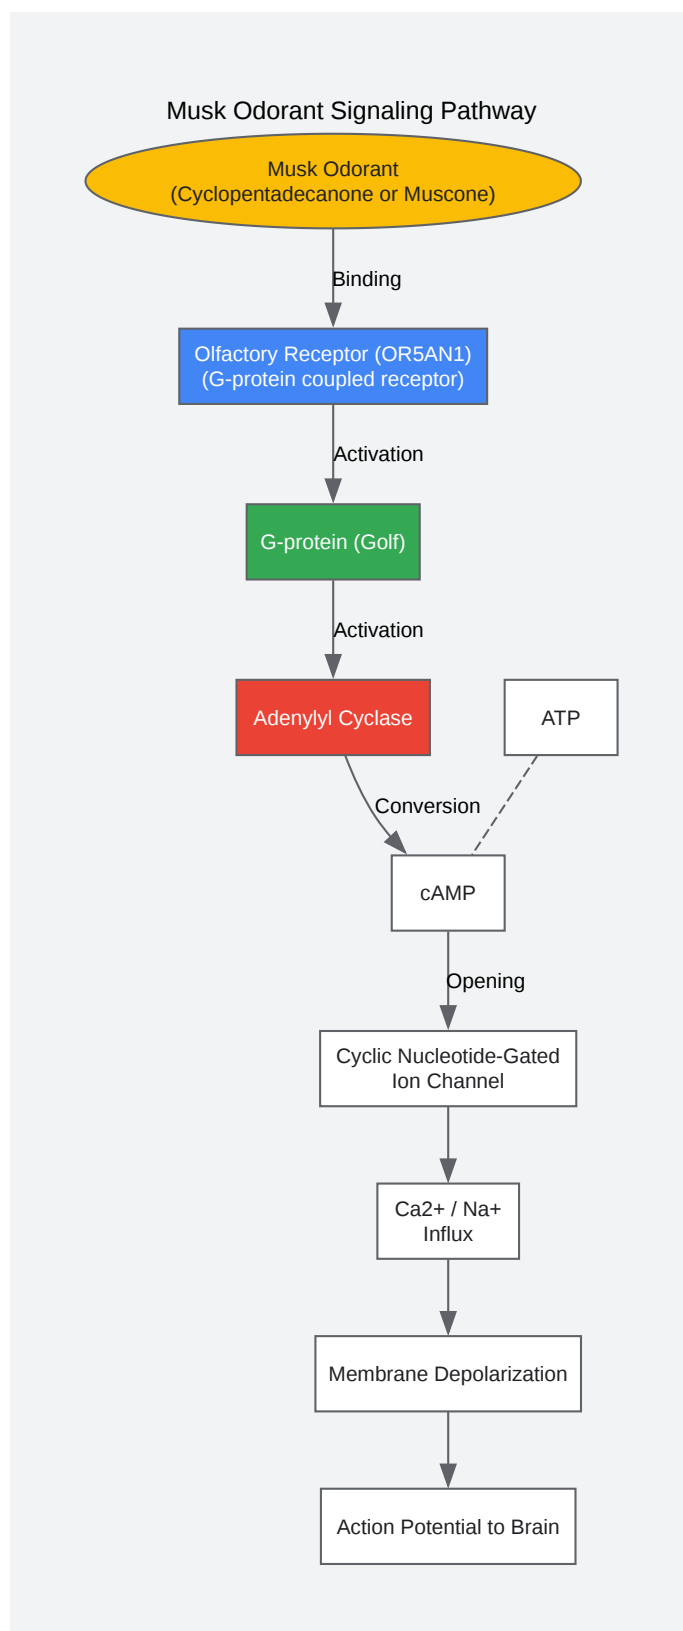 Musk Odorant Signaling Pathway
Musk Odorant
(Cyclopentadecanone or Muscone)
Binding
Olfactory Receptor (OR5AN1)
(G-protein coupled receptor)
Activation
G-protein (Golf)
Activation
Adenylyl Cyclase
ATP
Conversion
cAMP
Opening
Cyclic Nucleotide-Gated
Ion Channel
Ca2+ / Na+
Influx
Membrane Depolarization
Action Potential to Brain